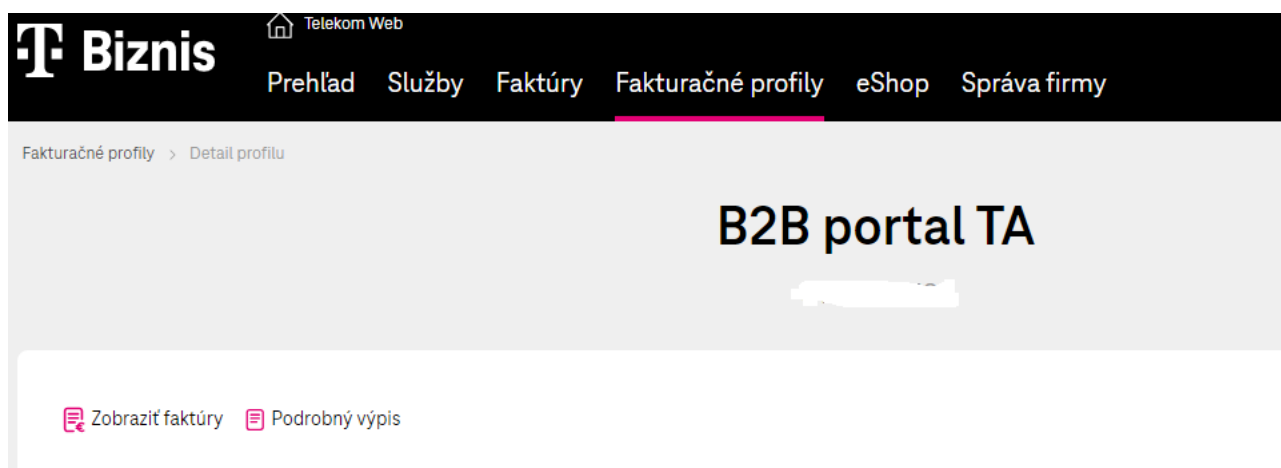 Telekom Web
Biznis
Prehľad Služby Faktúry Fakturačné profily eShop Správa firmy
Fakturačné profily > Detail profilu
B2B portal TA
Zobraziť faktúry Podrobný výpis